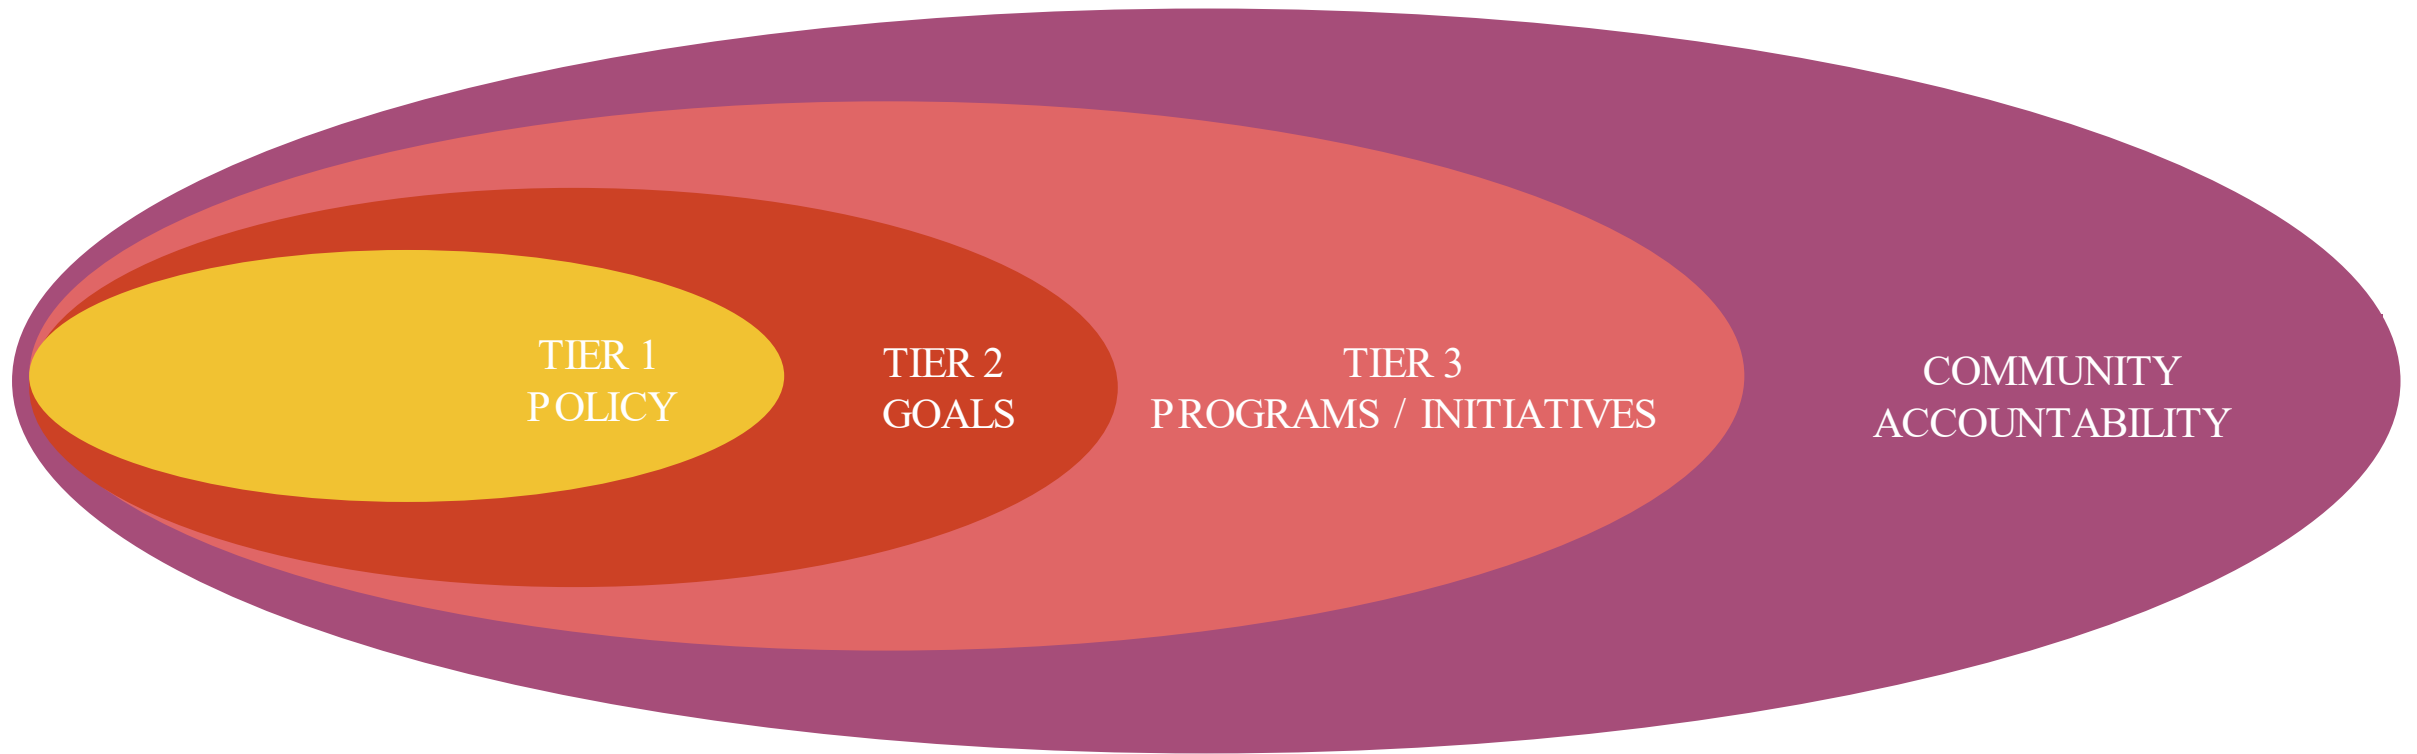 TIER 1
POLICY
TIER 2
GOALS
TIER 3
PROGRAMS / INITIATIVES
COMMUNITY
ACCOUNTABILITY